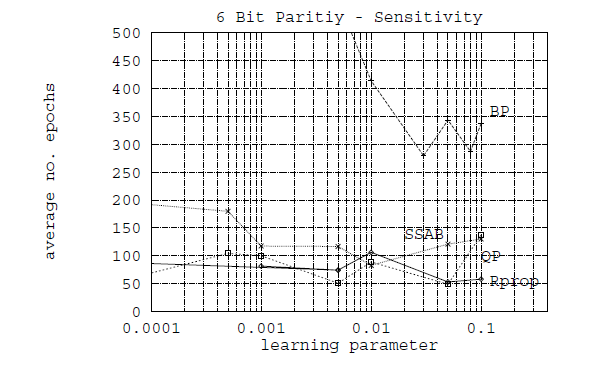 6 Bit Paritiy - Sensitivity
500
450
400
350
300
250
200
150
100
50
0
average no. epochs
BP
SSAB
QP
Rprop
0.0001 0.001 0.01 0.1
learning parameter